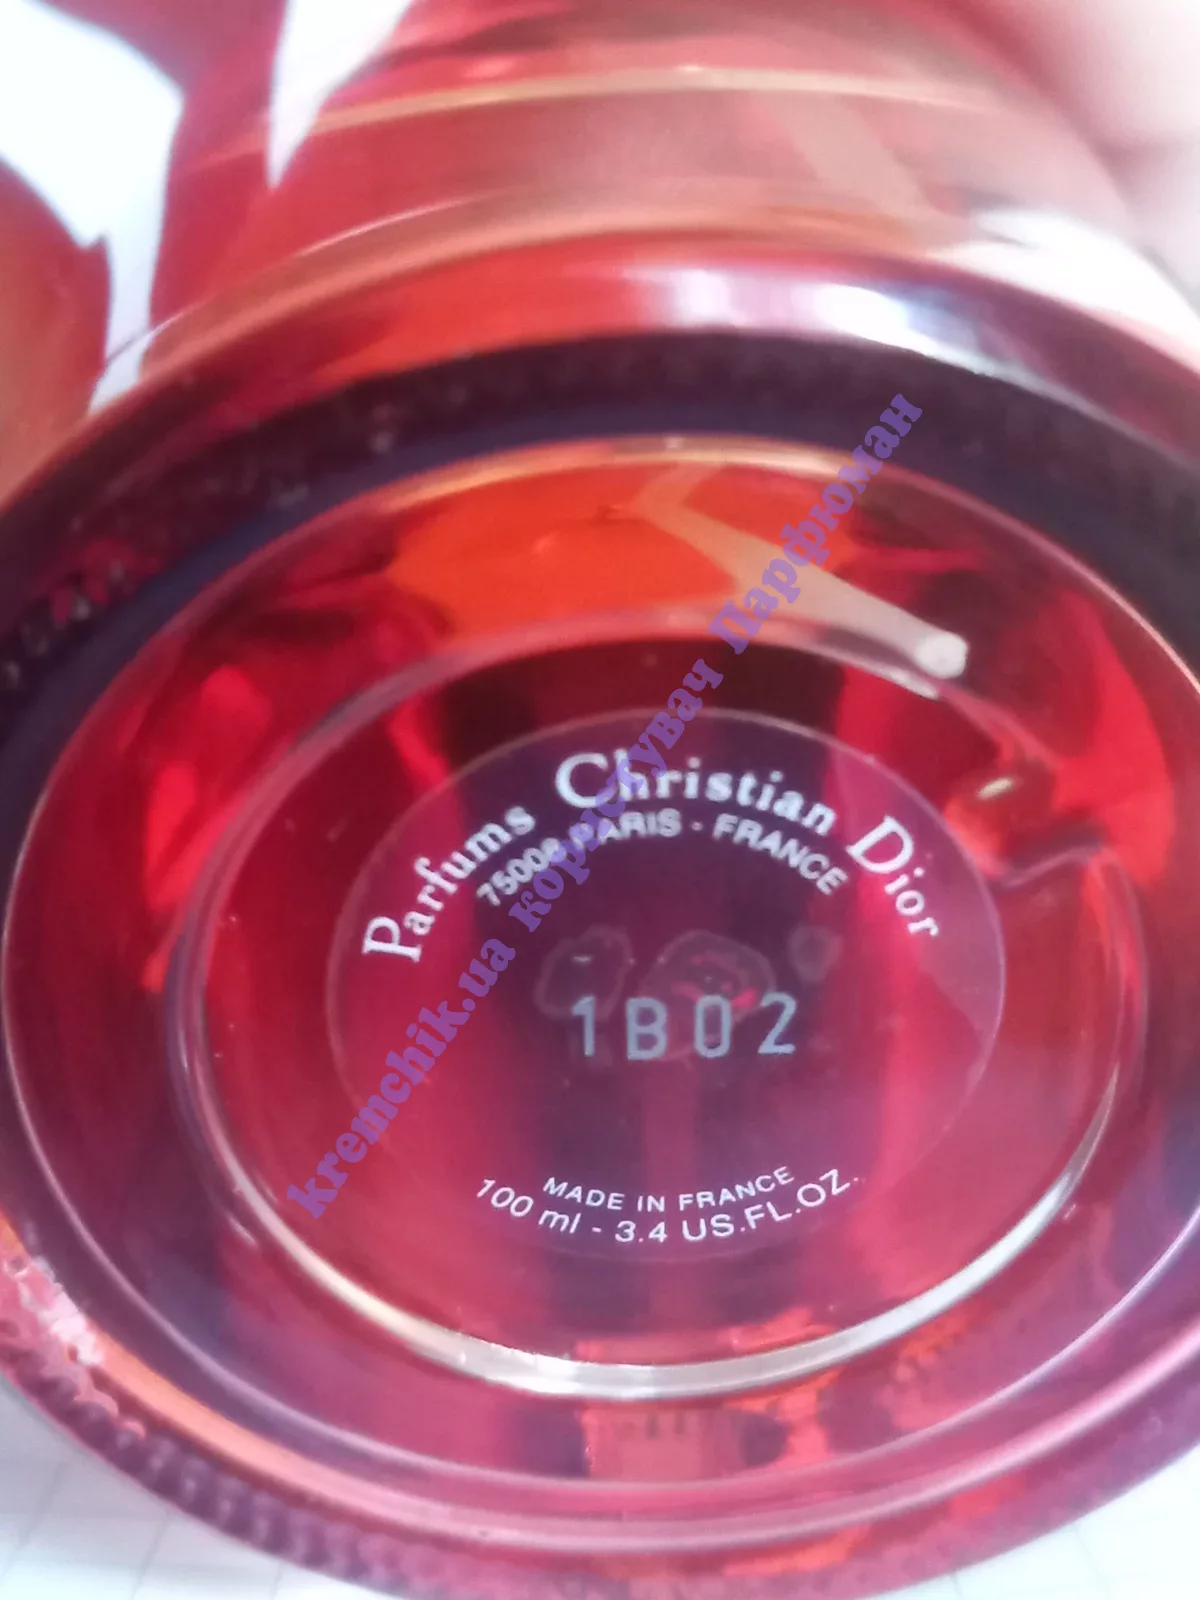 Parfums Christian Dior
75008 PARIS - FRANCE
1B02
MADE IN FRANCE
100 ml - 3.4 US.FL.OZ.
kremchik.ua користувач Парфюман